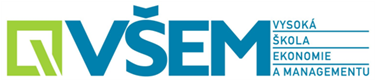 VŠEM
VYSOKÁ
ŠKOLA
EKONOMIE
A MANAGEMENTU